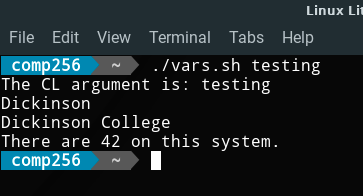 Linux Lit
File Edit View Terminal Tabs Help
comp256 ~ ./vars.sh testing
The CL argument is: testing
Dickinson
Dickinson College
There are 42 on this system.
comp256 ~